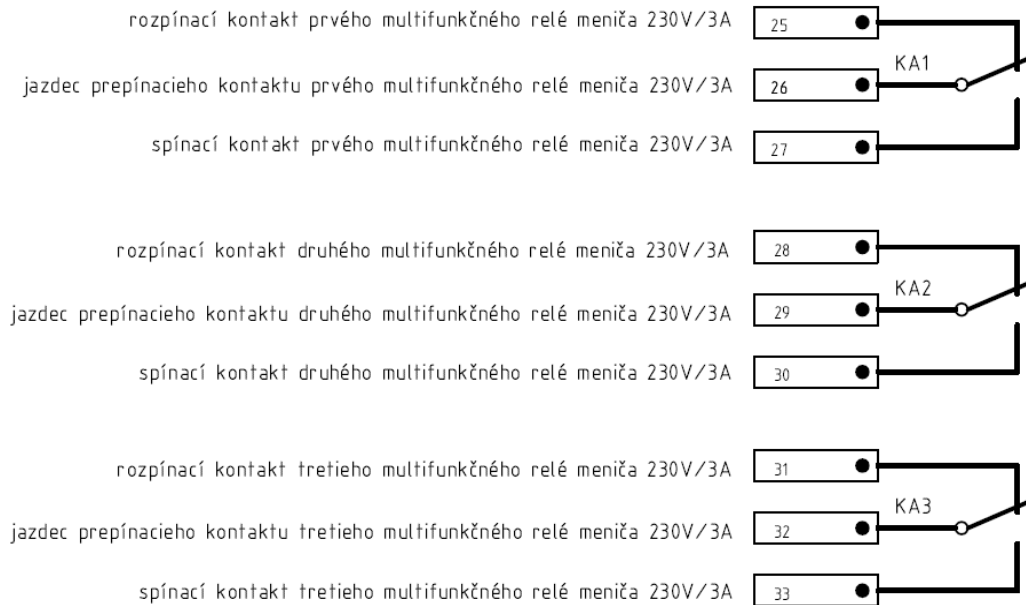 rozpínací kontakt prvého multifunkčného relé meniča 230V/3A 25
KA1
jazdec prepínacieho kontaktu prvého multifunkčného relé meniča 230V/3A 26
spínací kontakt prvého multifunkčného relé meniča 230V/3A 27
rozpínací kontakt druhého multifunkčného relé meniča 230V/3A 28
KA2
jazdec prepínacieho kontaktu druhého multifunkčného relé meniča 230V/3A 29
spínací kontakt druhého multifunkčného relé meniča 230V/3A 30
rozpínací kontakt tretieho multifunkčného relé meniča 230V/3A 31
KA3
jazdec prepínacieho kontaktu tretieho multifunkčného relé meniča 230V/3A 32
spínací kontakt tretieho multifunkčného relé meniča 230V/3A 33